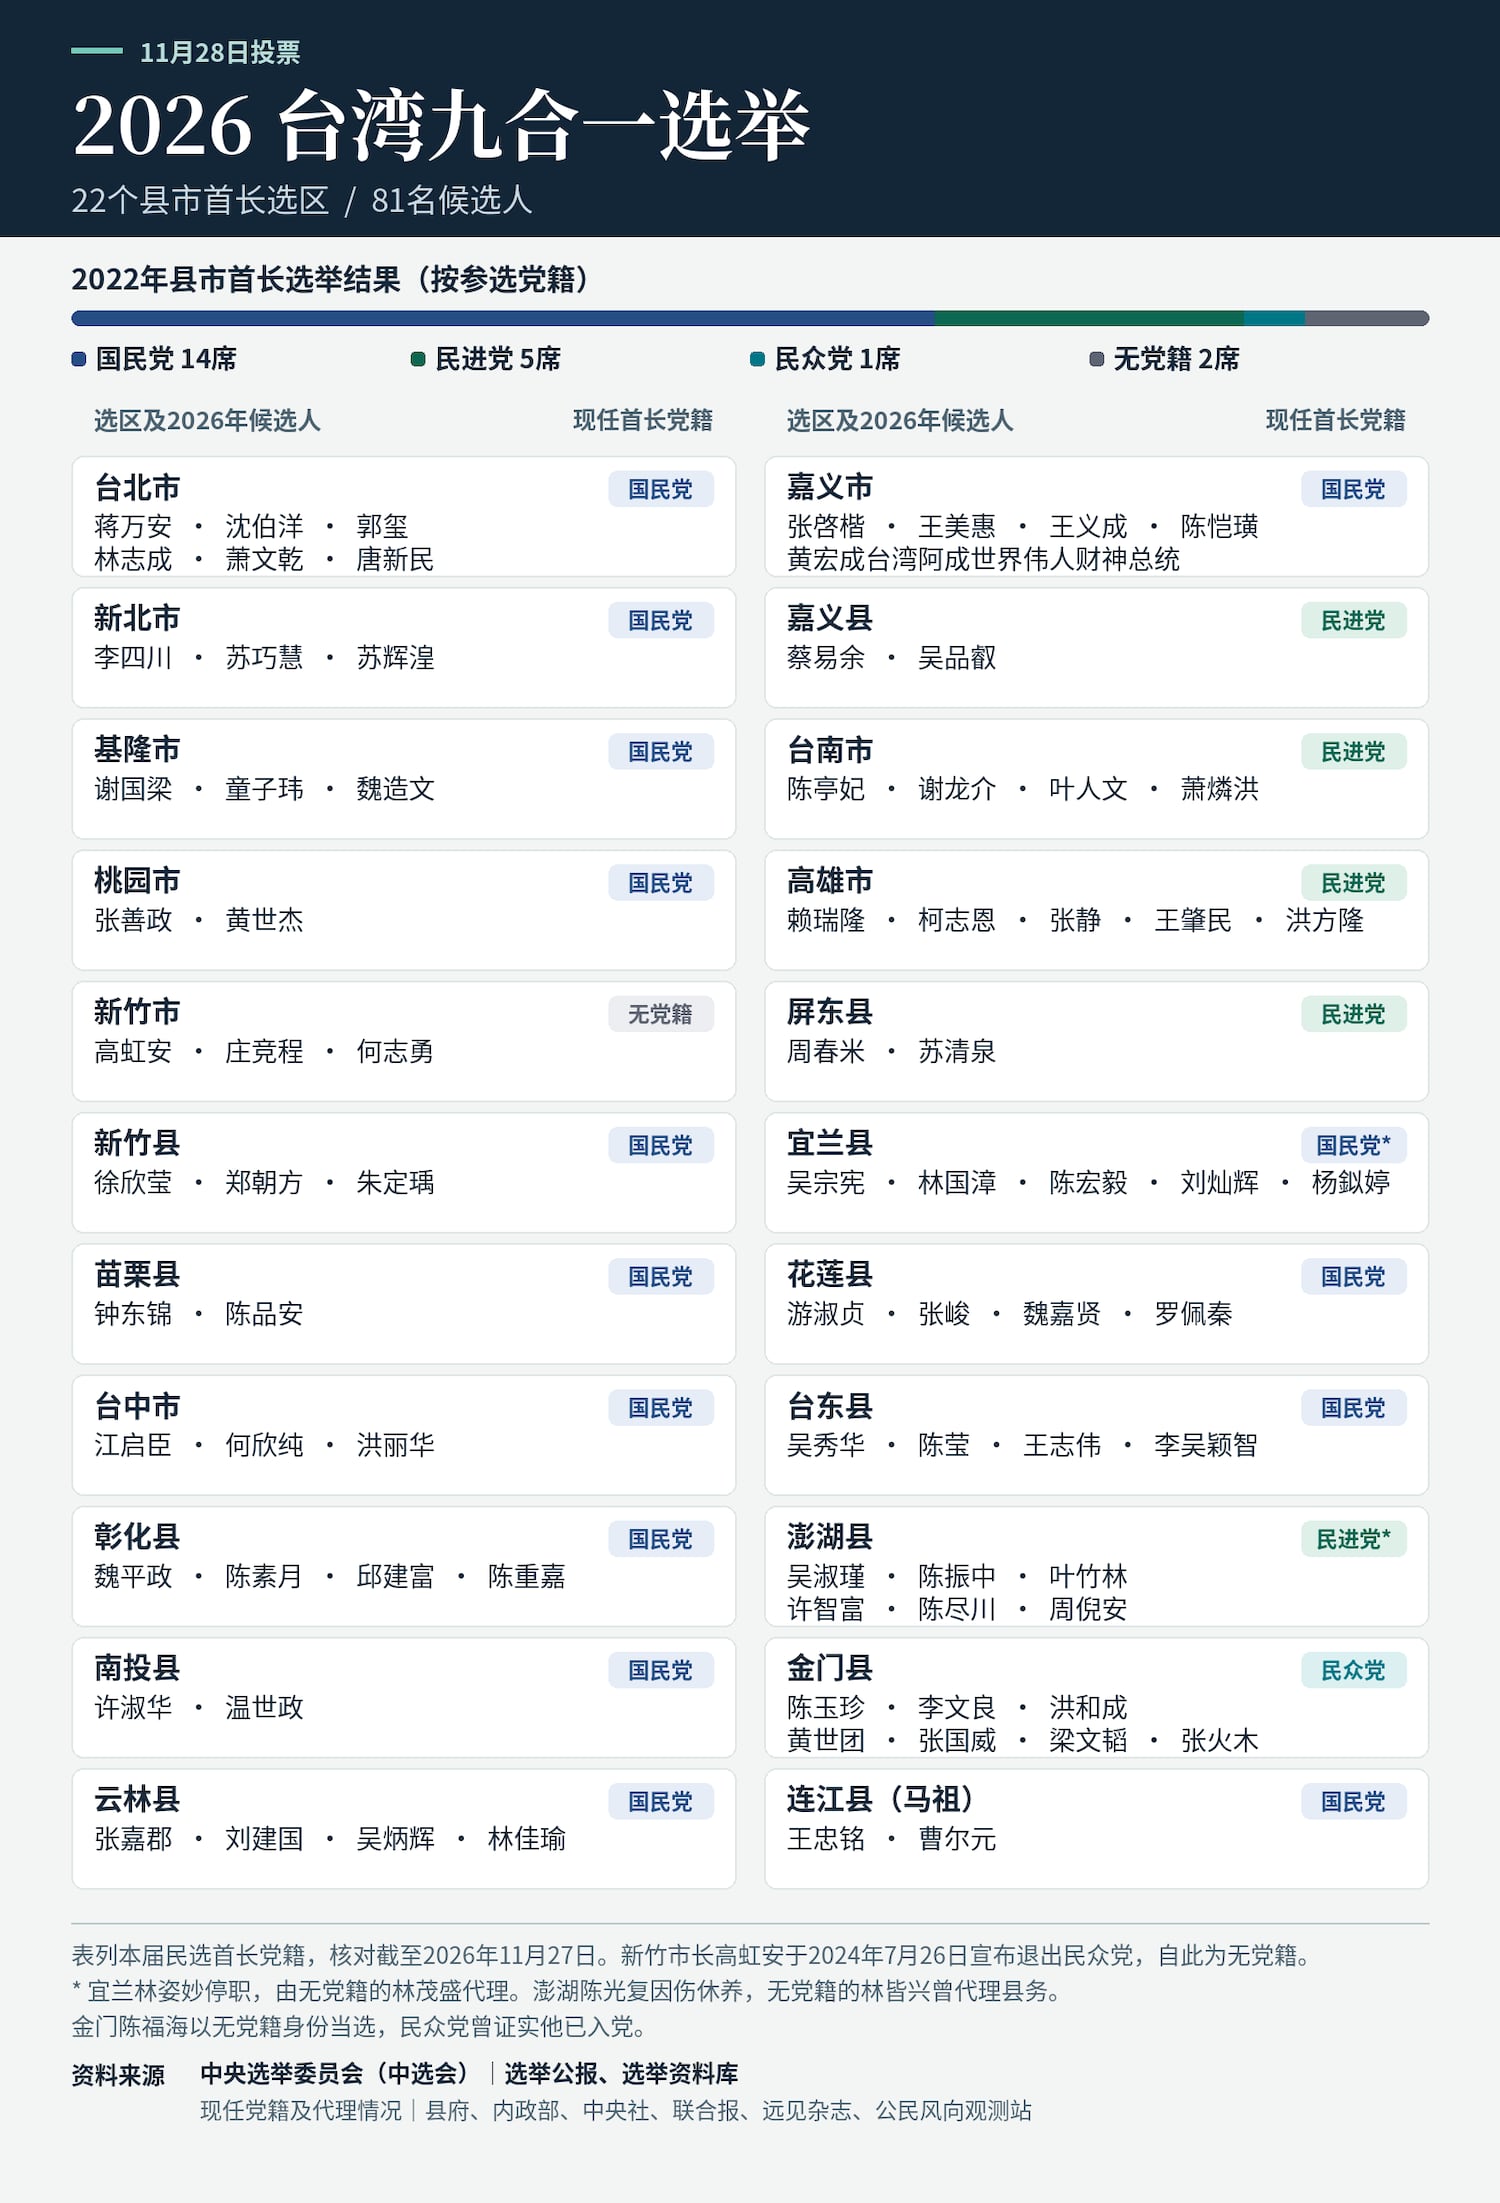 11月28日投票
2026 台湾九合一选举
22个县市首长选区 / 81名候选人
2022年县市首长选举结果（按参选党籍）
国民党 14席
民进党 5席
民众党 1席
无党籍 2席
选区及2026年候选人 现任首长党籍
台北市 国民党
蒋万安 • 沈伯洋 • 郭玺
林志成 • 萧文乾 • 唐新民
新北市 国民党
李四川 • 苏巧慧 • 苏辉湟
基隆市 国民党
谢国梁 • 童子玮 • 魏造文
桃园市 国民党
张善政 • 黄世杰
新竹市 无党籍
高虹安 • 庄竞程 • 何志勇
新竹县 国民党
徐欣莹 • 郑朝方 • 朱定瑀
苗栗县 国民党
钟东锦 • 陈品安
台中市 国民党
江启臣 • 何欣纯 • 洪丽华
彰化县 国民党
魏平政 • 陈素月 • 邱建富 • 陈重嘉
南投县 国民党
许淑华 • 温世政
云林县 国民党
张嘉郡 • 刘建国 • 吴炳辉 • 林佳瑜
选区及2026年候选人 现任首长党籍
嘉义市 国民党
张啓楷 • 王美惠 • 王义成 • 陈恺璜
黄宏成台湾阿成世界伟人财神总统
嘉义县 民进党
蔡易余 • 吴品叡
台南市 民进党
陈亭妃 • 谢龙介 • 叶人文 • 萧燐洪
高雄市 民进党
赖瑞隆 • 柯志恩 • 张静 • 王肇民 • 洪方隆
屏东县 民进党
周春米 • 苏清泉
宜兰县 国民党*
吴宗宪 • 林国漳 • 陈宏毅 • 刘灿辉 • 杨鈫婷
花莲县 国民党
游淑贞 • 张峻 • 魏嘉贤 • 罗佩秦
台东县 国民党
吴秀华 • 陈莹 • 王志伟 • 李吴颖智
澎湖县 民进党*
吴淑瑾 • 陈振中 • 叶竹林
许智富 • 陈尽川 • 周倪安
金门县 民众党
陈玉珍 • 李文良 • 洪和成
黄世团 • 张国威 • 梁文韬 • 张火木
连江县（马祖） 国民党
王忠铭 • 曹尔元
表列本届民选首长党籍，核对截至2026年11月27日。新竹市长高虹安于2024年7月26日宣布退出民众党，自此为无党籍。
* 宜兰林姿妙停职，由无党籍的林茂盛代理。澎湖陈光复因伤休养，无党籍的林皆兴曾代理县务。
金门陈福海以无党籍身份当选，民众党曾证实他已入党。
资料来源 中央选举委员会（中选会）｜选举公报、选举资料库
现任党籍及代理情况｜县府、内政部、中央社、联合报、远见杂志、公民风向观测站